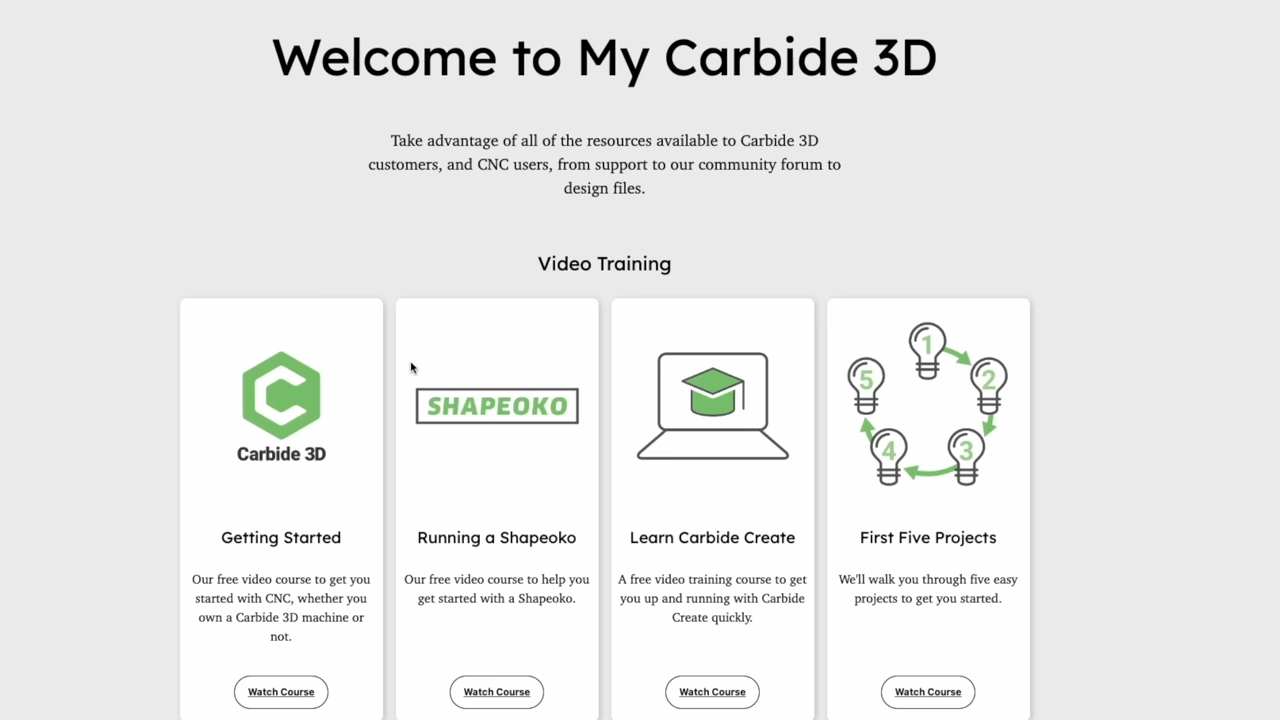 Welcome to My Carbide 3D
Take advantage of all of the resources available to Carbide 3D
customers, and CNC users, from support to our community forum to
design files.
Video Training
Carbide 3D
SHAPEOKO
1
2
3
4
5
Getting Started
Our free video course to get you
started with CNC, whether you
own a Carbide 3D machine or
not.
Watch Course
Running a Shapeoko
Our free video course to help you
get started with a Shapeoko.
Watch Course
Learn Carbide Create
A free video training course to get
you up and running with Carbide
Create quickly.
Watch Course
First Five Projects
We'll walk you through five easy
projects to get you started.
Watch Course